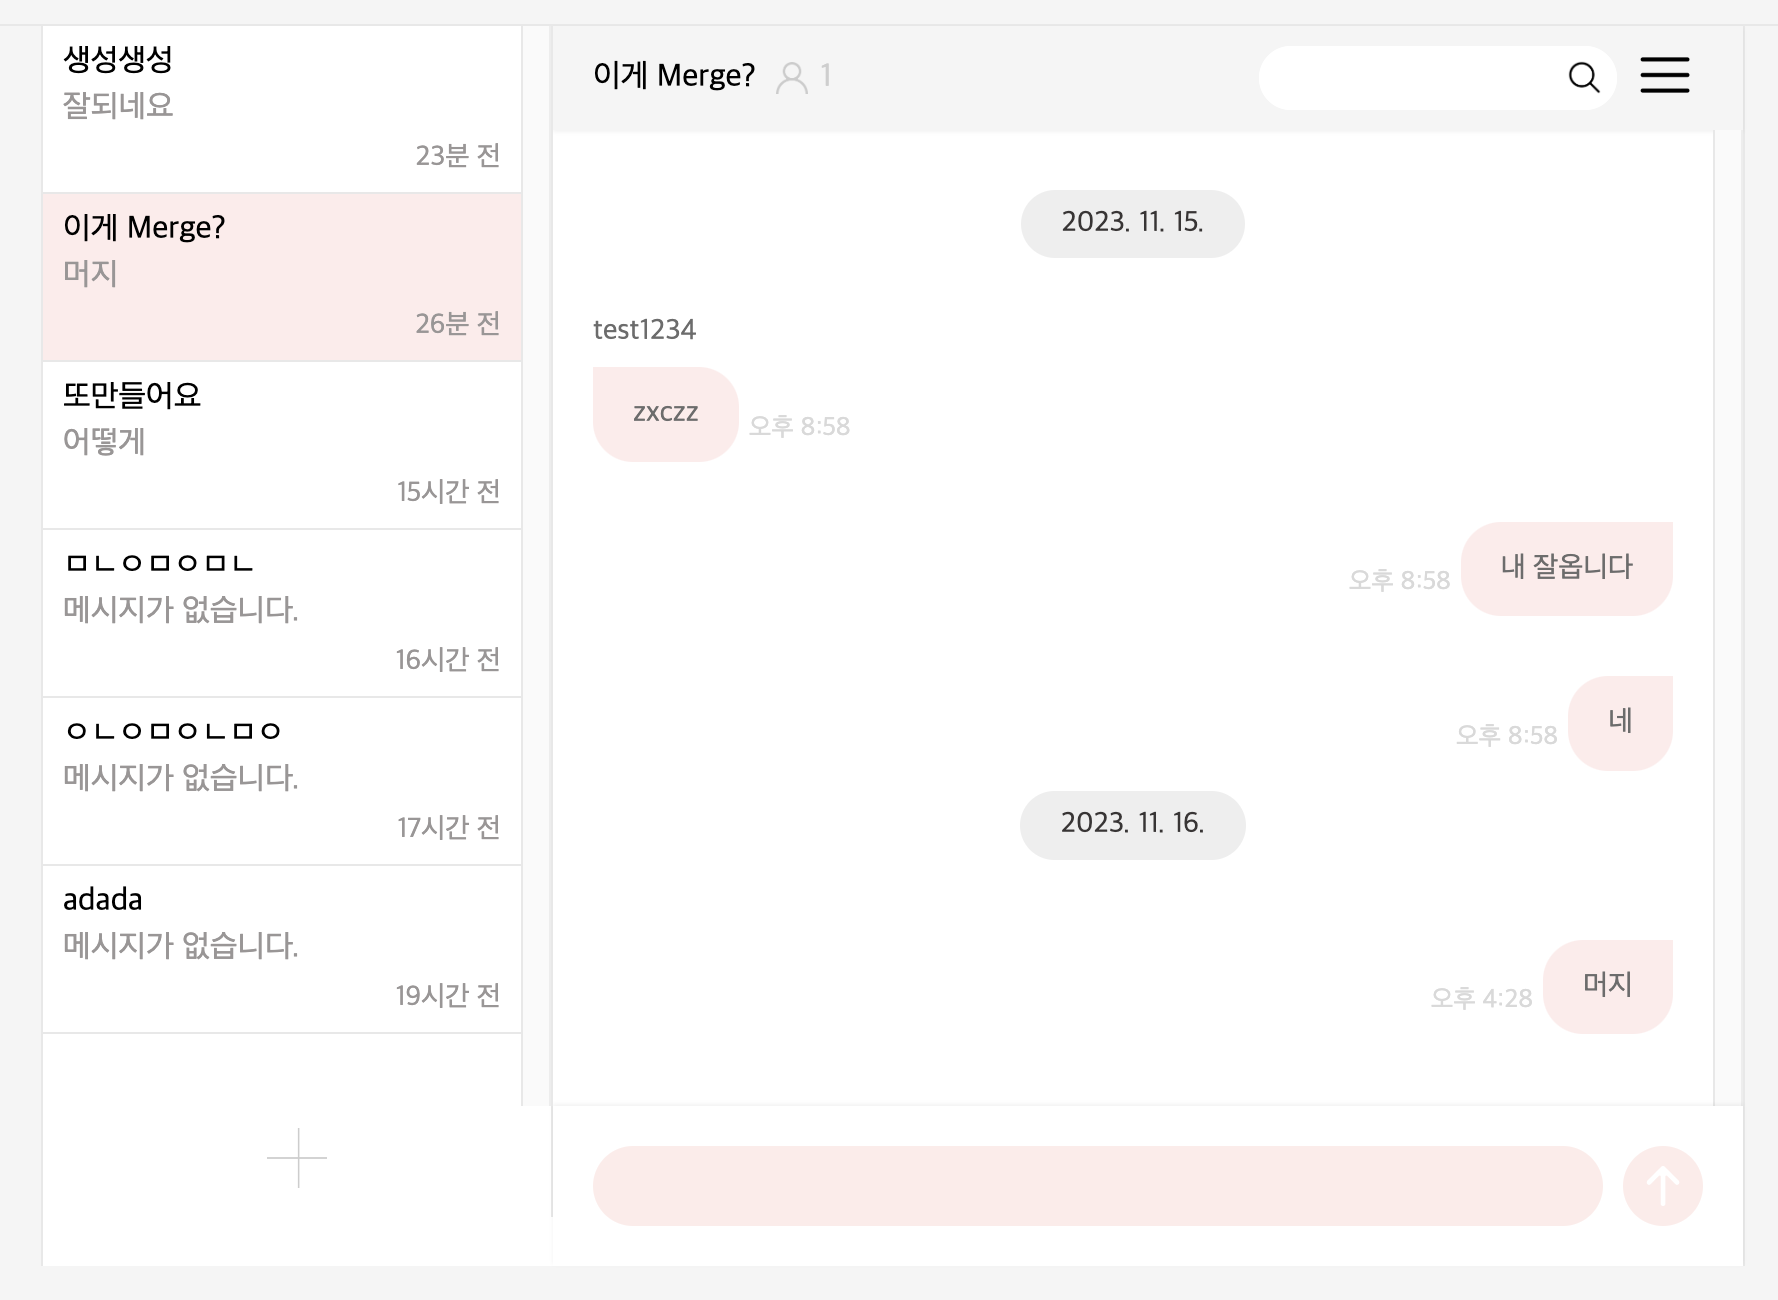 생성생성
잘되네요
23분 전
이게 Merge?
머지
26분 전
또만들어요
어떻게
15시간 전
ㅁㄴㅇㅁㅇㅁㄴ
메시지가 없습니다.
16시간 전
ㅇㄴㅇㅁㅇㄴㅁㅇ
메시지가 없습니다.
17시간 전
adada
메시지가 없습니다.
19시간 전
이게 Merge? 1
2023. 11. 15.
test1234
zxczz 오후 8:58
오후 8:58 내 잘옵니다
오후 8:58 네
2023. 11. 16.
오후 4:28 머지